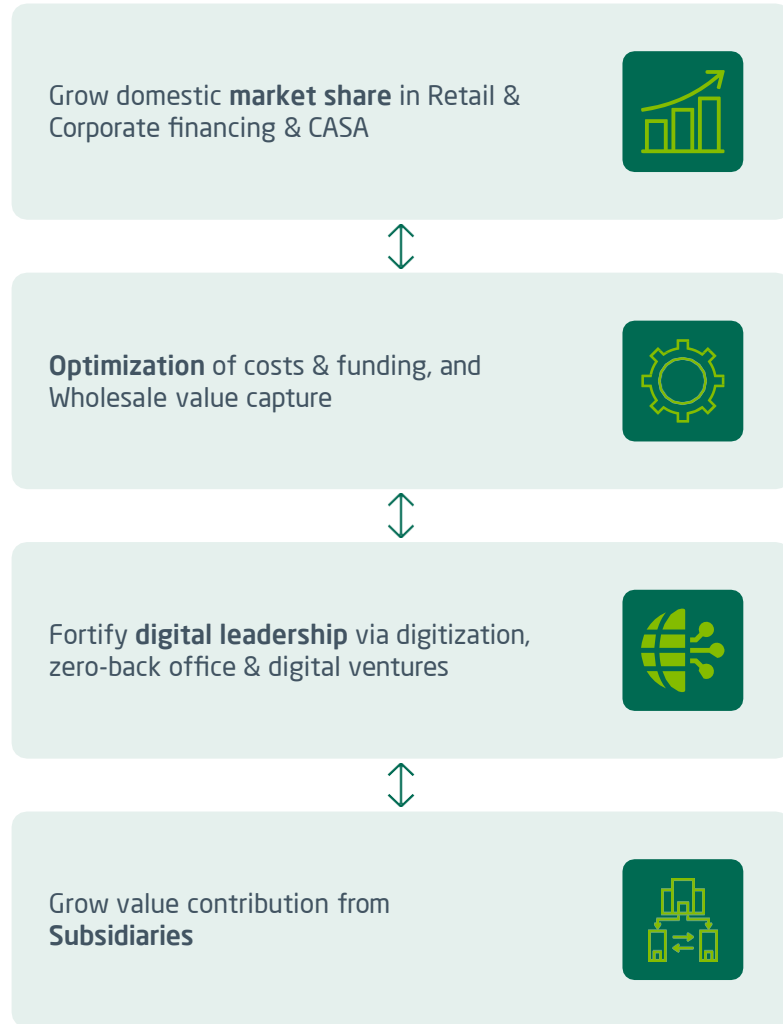 Grow domestic market share in Retail &
Corporate financing & CASA
Optimization of costs & funding, and
Wholesale value capture
Fortify digital leadership via digitization,
zero-back office & digital ventures
Grow value contribution from
Subsidiaries